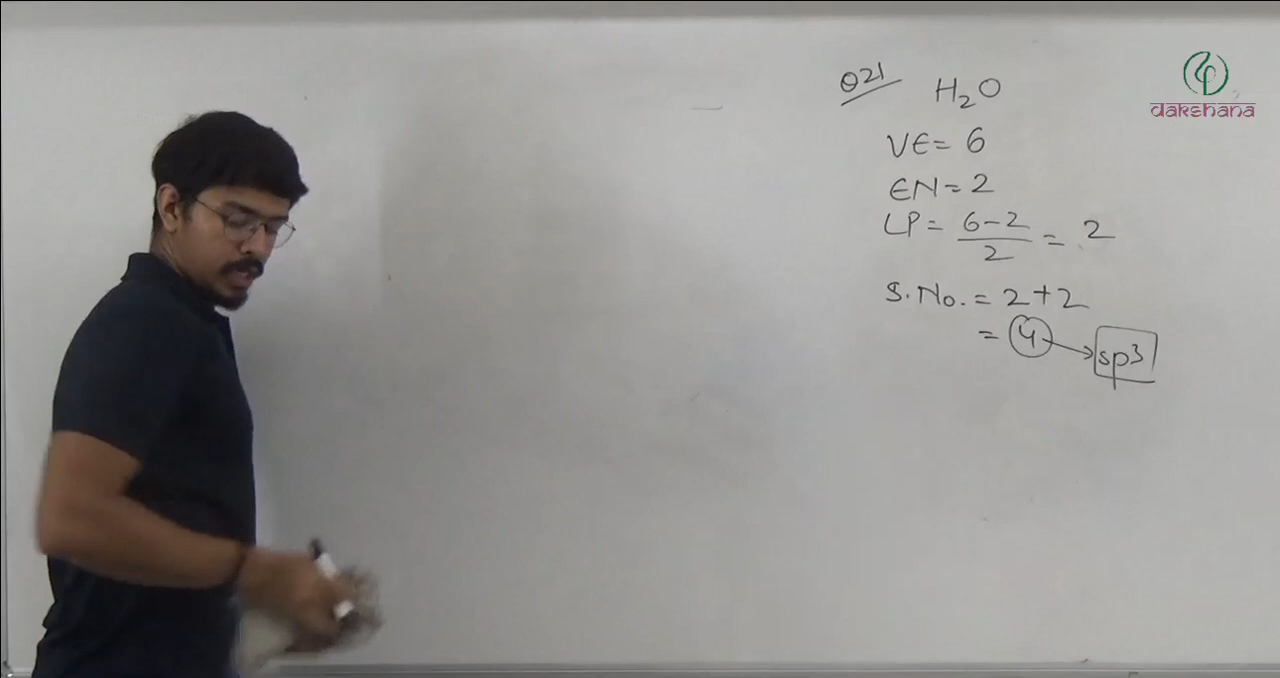 Q21 H₂O
VE = 6
EN = 2
LP = 6-2/2 = 2
S.No. = 2+2
= 4 → sp³
dakshana